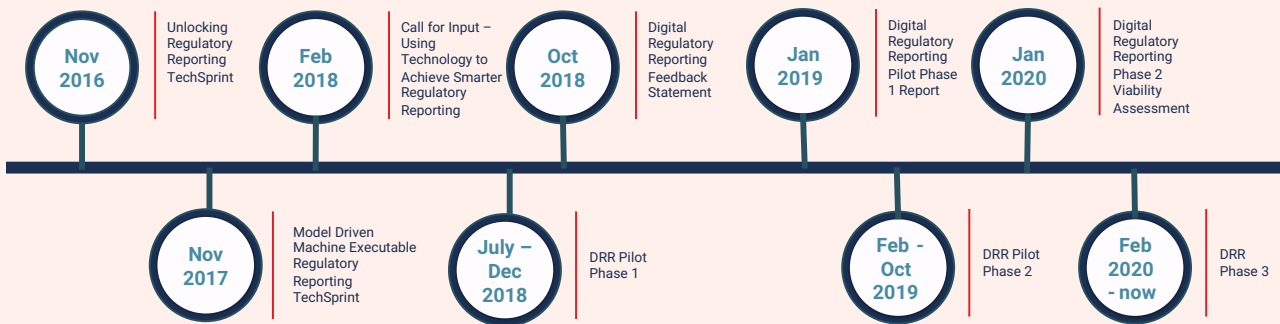 Nov
2016
Unlocking
Regulatory
Reporting
TechSprint
Feb
2018
Call for Input –
Using
Technology to
Achieve Smarter
Regulatory
Reporting
Oct
2018
Digital
Regulatory
Reporting
Feedback
Statement
Jan
2019
Digital
Regulatory
Reporting
Pilot Phase
1 Report
Jan
2020
Digital
Regulatory
Reporting
Phase 2
Viability
Assessment
Nov
2017
Model Driven
Machine Executable
Regulatory
Reporting
TechSprint
July –
Dec
2018
DRR Pilot
Phase 1
Feb -
Oct
2019
DRR Pilot
Phase 2
Feb
2020
- now
DRR
Phase 3